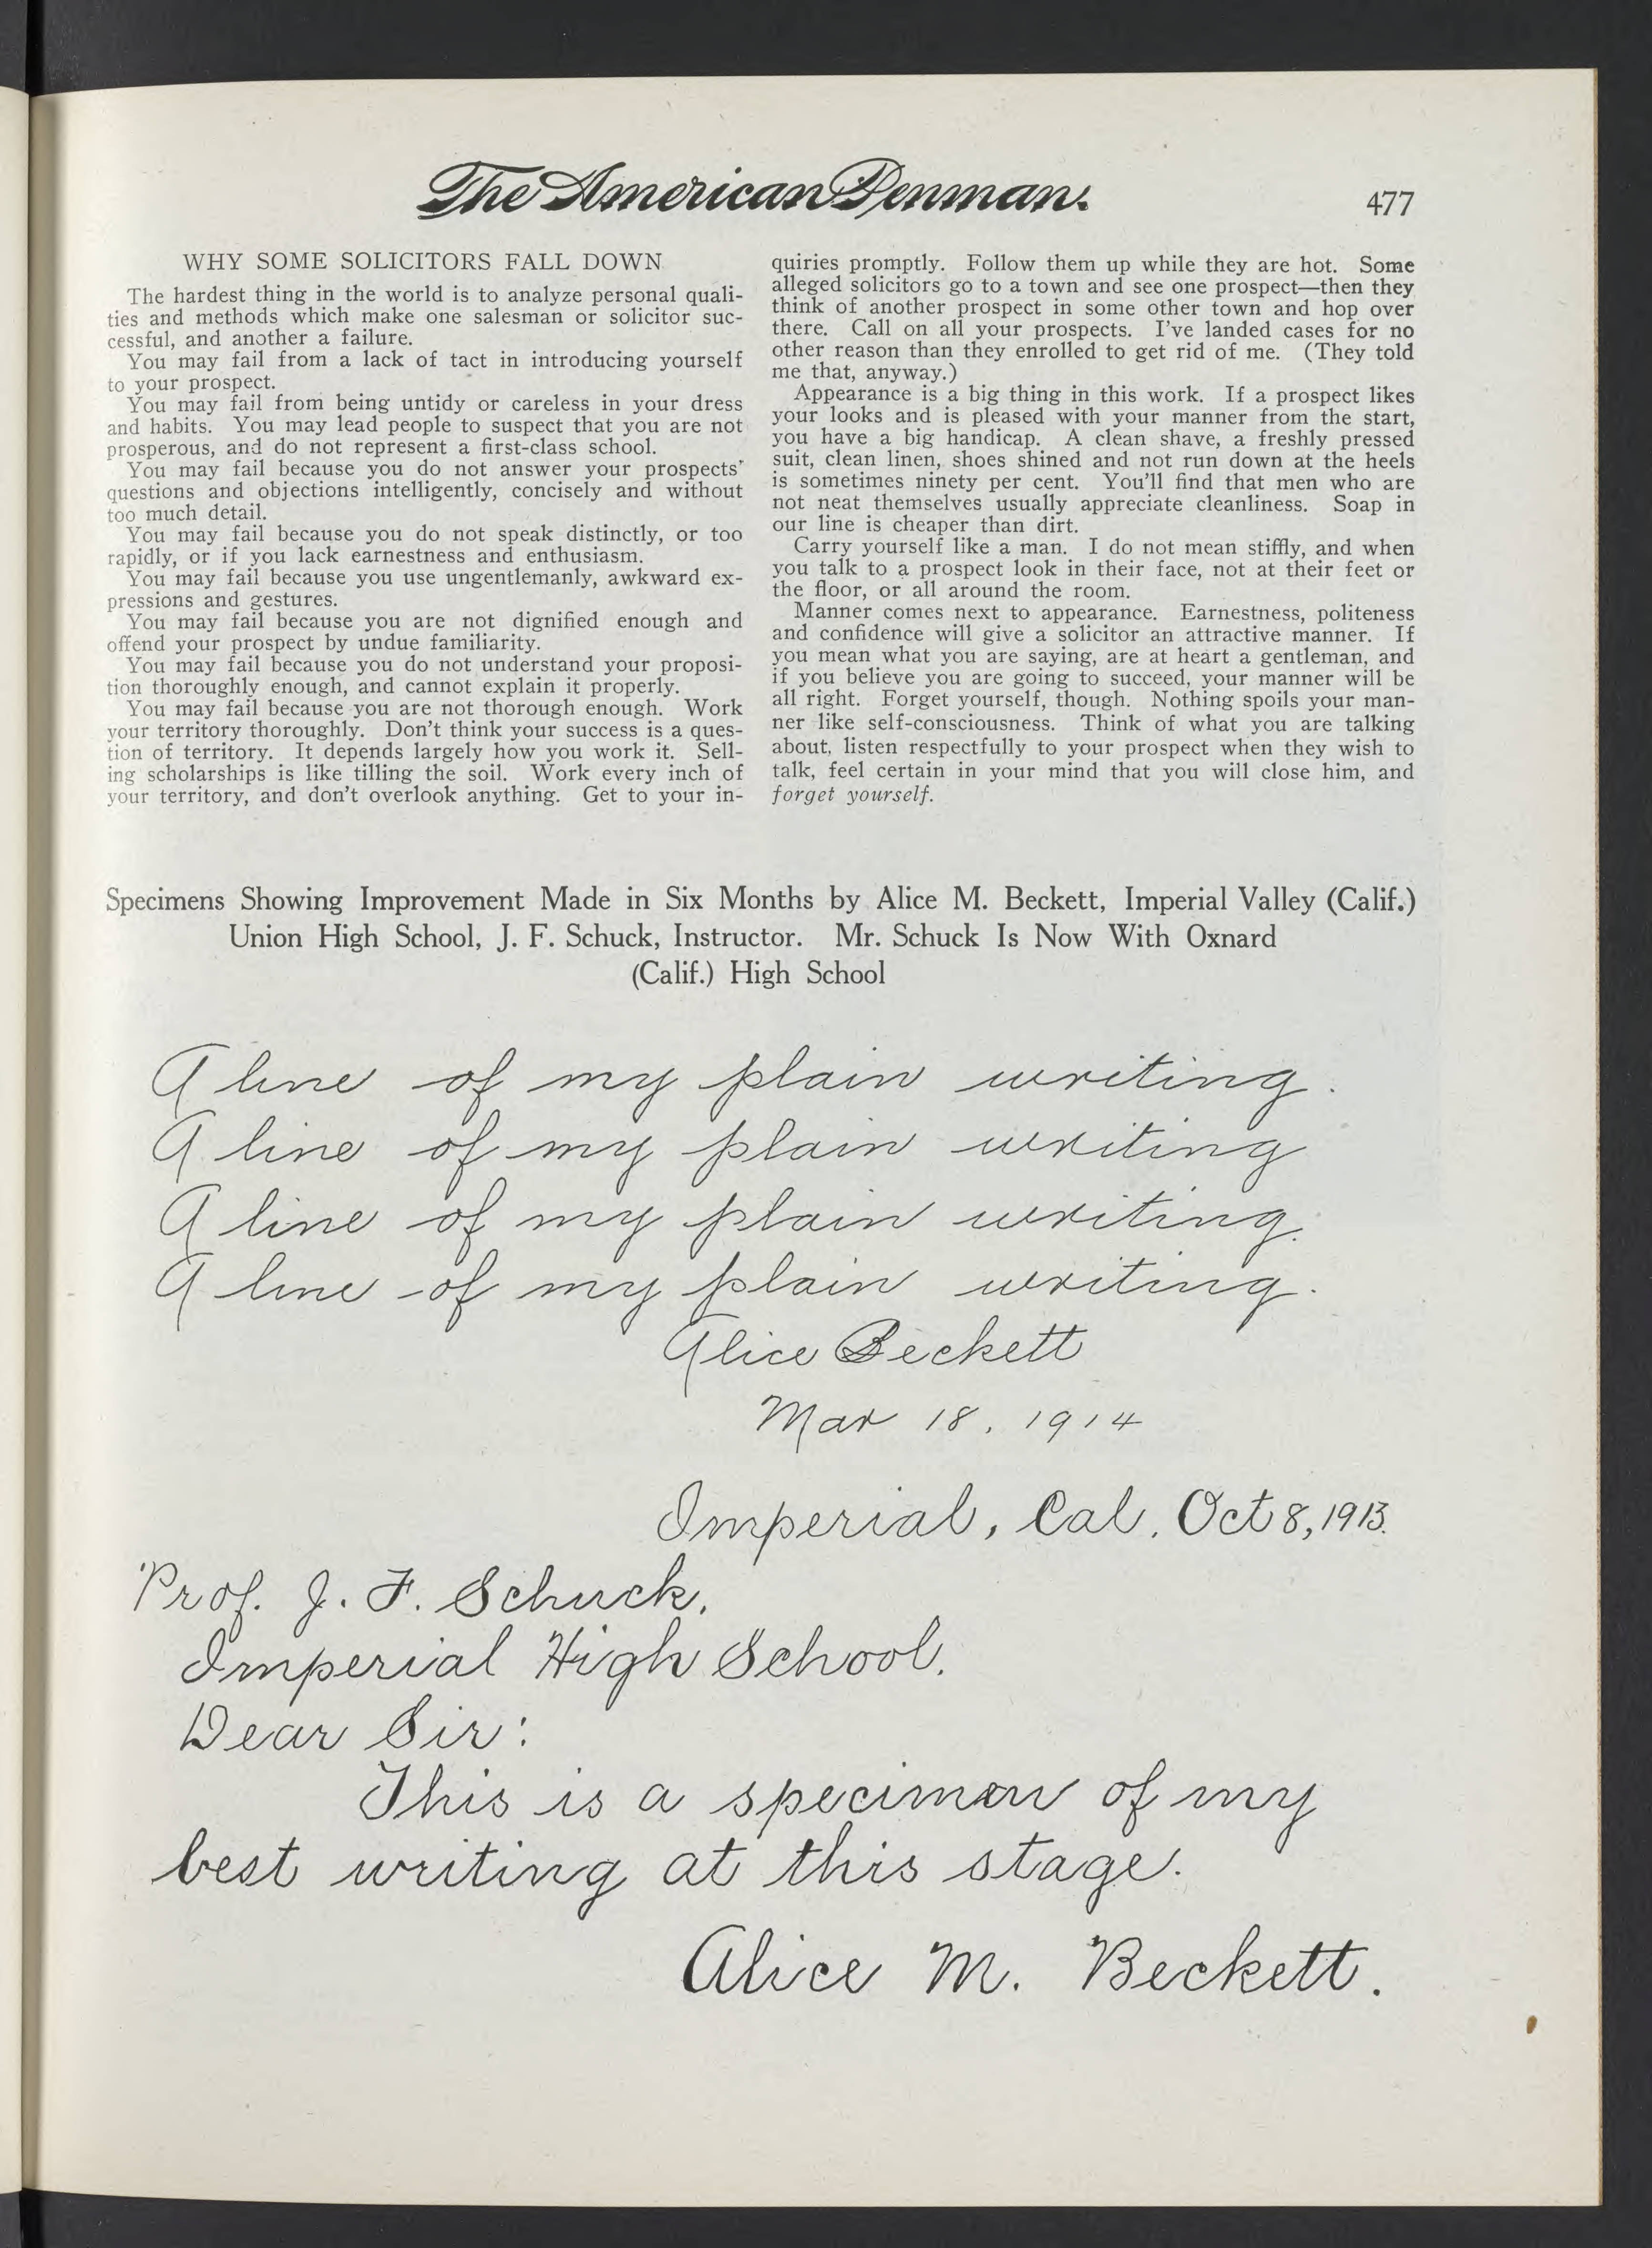 The American Penman.
477
WHY SOME SOLICITORS FALL DOWN
The hardest thing in the world is to analyze personal quali-
ties and methods which make one salesman or solicitor suc-
cessful, and another a failure.
You may fail from a lack of tact in introducing yourself
to your prospect.
You may fail from being untidy or careless in your dress
and habits. You may lead people to suspect that you are not
prosperous, and do not represent a first-class school.
You may fail because you do not answer your prospects'
questions and objections intelligently, concisely and without
too much detail.
You may fail because you do not speak distinctly, or too
rapidly, or if you lack earnestness and enthusiasm.
You may fail because you use ungentlemanly, awkward ex-
pressions and gestures.
You may fail because you are not dignified enough and
offend your prospect by undue familiarity.
You may fail because you do not understand your proposi-
tion thoroughly enough, and cannot explain it properly.
You may fail because you are not thorough enough. Work
your territory thoroughly. Don't think your success is a ques-
tion of territory. It depends largely how you work it. Sell-
ing scholarships is like tilling the soil. Work every inch of
your territory, and don't overlook anything. Get to your in-
quiries promptly. Follow them up while they are hot. Some
alleged solicitors go to a town and see one prospect—then they
think of another prospect in some other town and hop over
there. Call on all your prospects. I've landed cases for no
other reason than they enrolled to get rid of me. (They told
me that, anyway.)
Appearance is a big thing in this work. If a prospect likes
your looks and is pleased with your manner from the start,
you have a big handicap. A clean shave, a freshly pressed
suit, clean linen, shoes shined and not run down at the heels
is sometimes ninety per cent. You'll find that men who are
not neat themselves usually appreciate cleanliness. Soap in
our line is cheaper than dirt.
Carry yourself like a man. I do not mean stiffly, and when
you talk to a prospect look in their face, not at their feet or
the floor, or all around the room.
Manner comes next to appearance. Earnestness, politeness
and confidence will give a solicitor an attractive manner. If
you mean what you are saying, are at heart a gentleman, and
if you believe you are going to succeed, your manner will be
all right. Forget yourself, though. Nothing spoils your man-
ner like self-consciousness. Think of what you are talking
about, listen respectfully to your prospect when they wish to
talk, feel certain in your mind that you will close him, and
forget yourself.
Specimens Showing Improvement Made in Six Months by Alice M. Beckett, Imperial Valley (Calif.)
Union High School, J. F. Schuck, Instructor. Mr. Schuck Is Now With Oxnard
(Calif.) High School
A line of my plain writing.
A line of my plain writing
A line of my plain writing.
A line of my plain writing.
Alice Beckett
Mar 18, 1914
Imperial, Cal. Oct 8, 1913.
Prof. J. F. Schuck,
Imperial High School.
Dear Sir:
This is a specimen of my
best writing at this stage.
Alice M. Beckett.